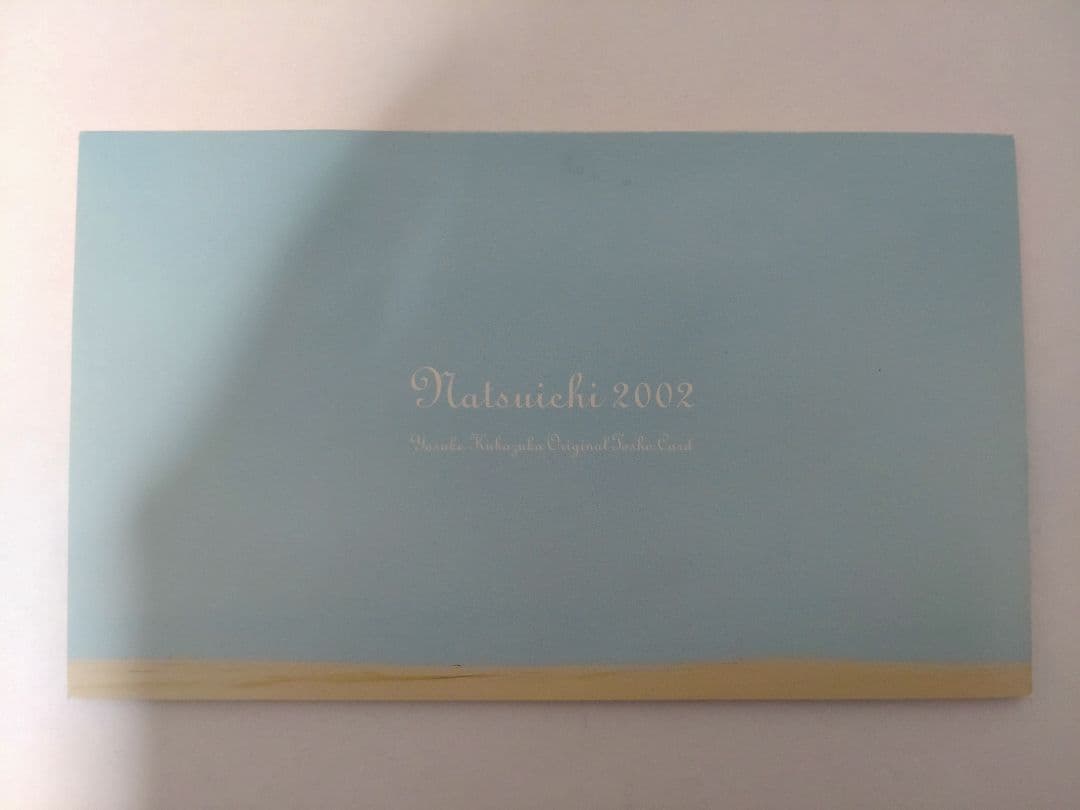 Natsuichi 2002
Yosuke Kubozuka Original Tosho Card